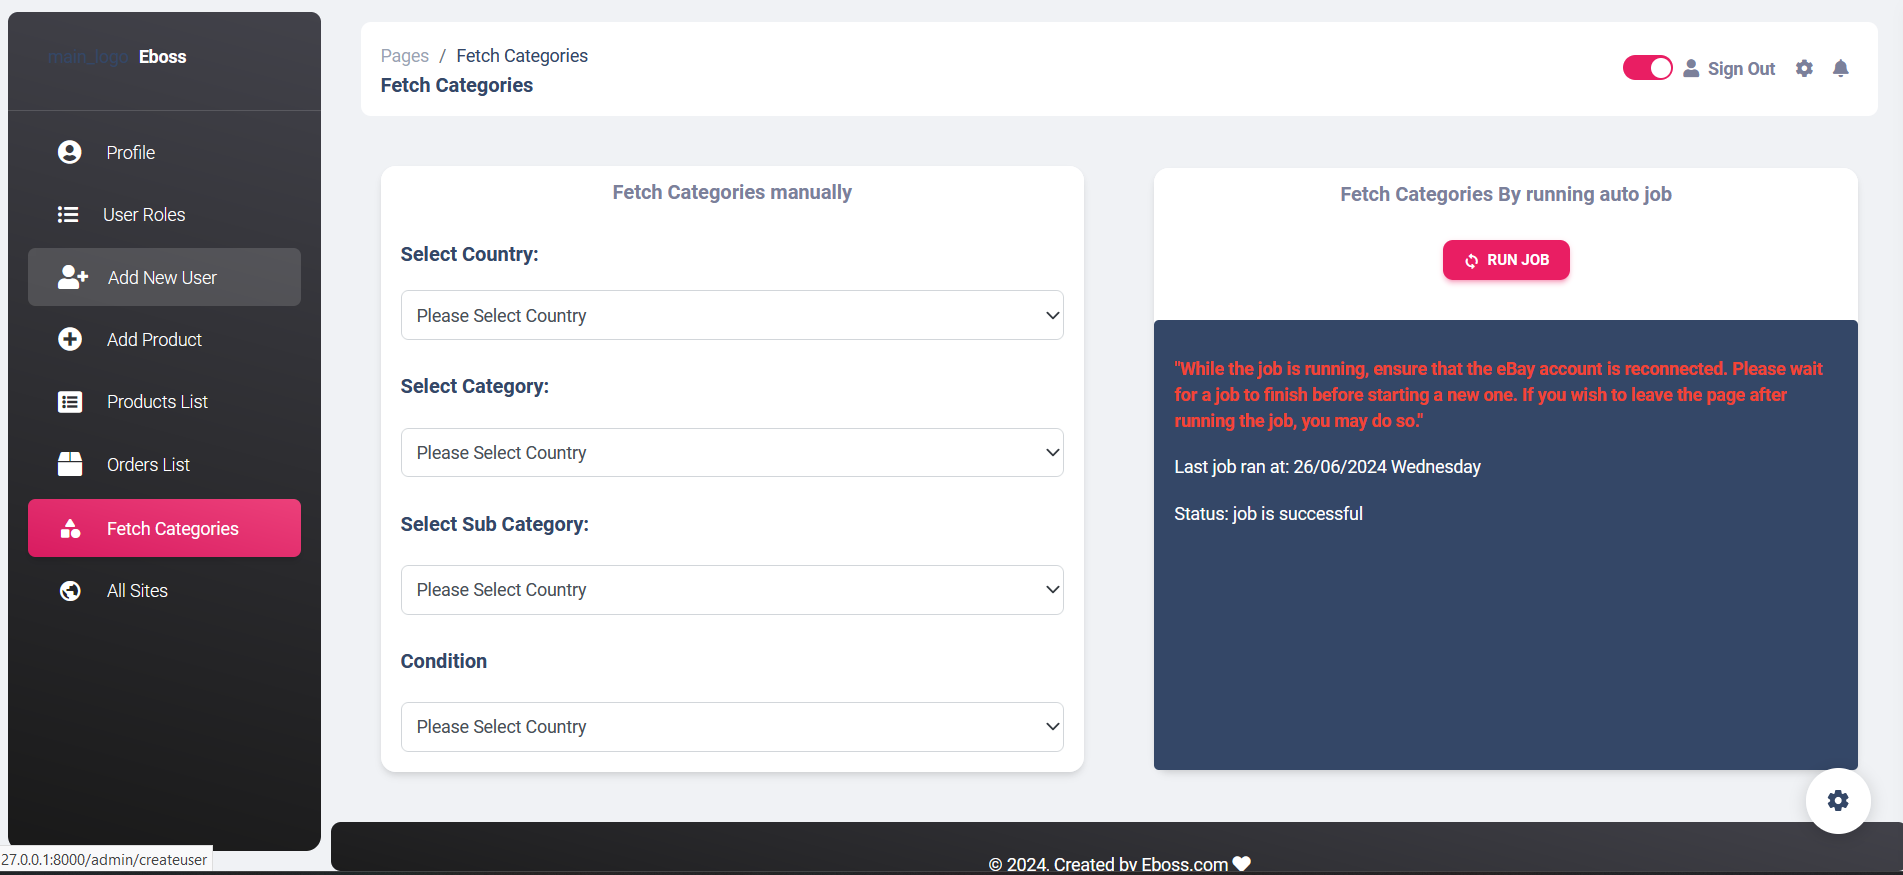 main_logo Eboss
Profile
User Roles
Add New User
Add Product
Products List
Orders List
Fetch Categories
All Sites
Pages / Fetch Categories
Fetch Categories
Sign Out
Fetch Categories manually
Select Country:
Please Select Country
Select Category:
Please Select Country
Select Sub Category:
Please Select Country
Condition
Please Select Country
Fetch Categories By running auto job
RUN JOB
"While the job is running, ensure that the eBay account is reconnected. Please wait
for a job to finish before starting a new one. If you wish to leave the page after
running the job, you may do so."
Last job ran at: 26/06/2024 Wednesday
Status: job is successful
© 2024. Created by Eboss.com
27.0.0.1:8000/admin/createuser